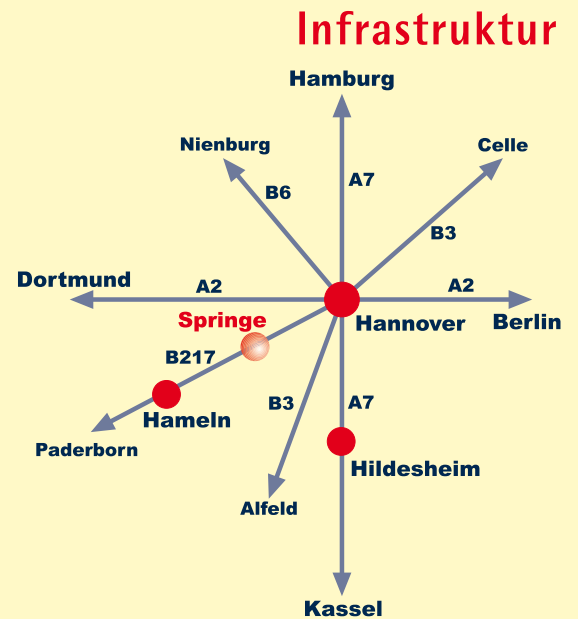 Infrastruktur
Hamburg
Nienburg
Celle
A7
B6
B3
Dortmund
A2
A2
Springe
Hannover
Berlin
B217
B3
A7
Hameln
Paderborn
Hildesheim
Alfeld
Kassel